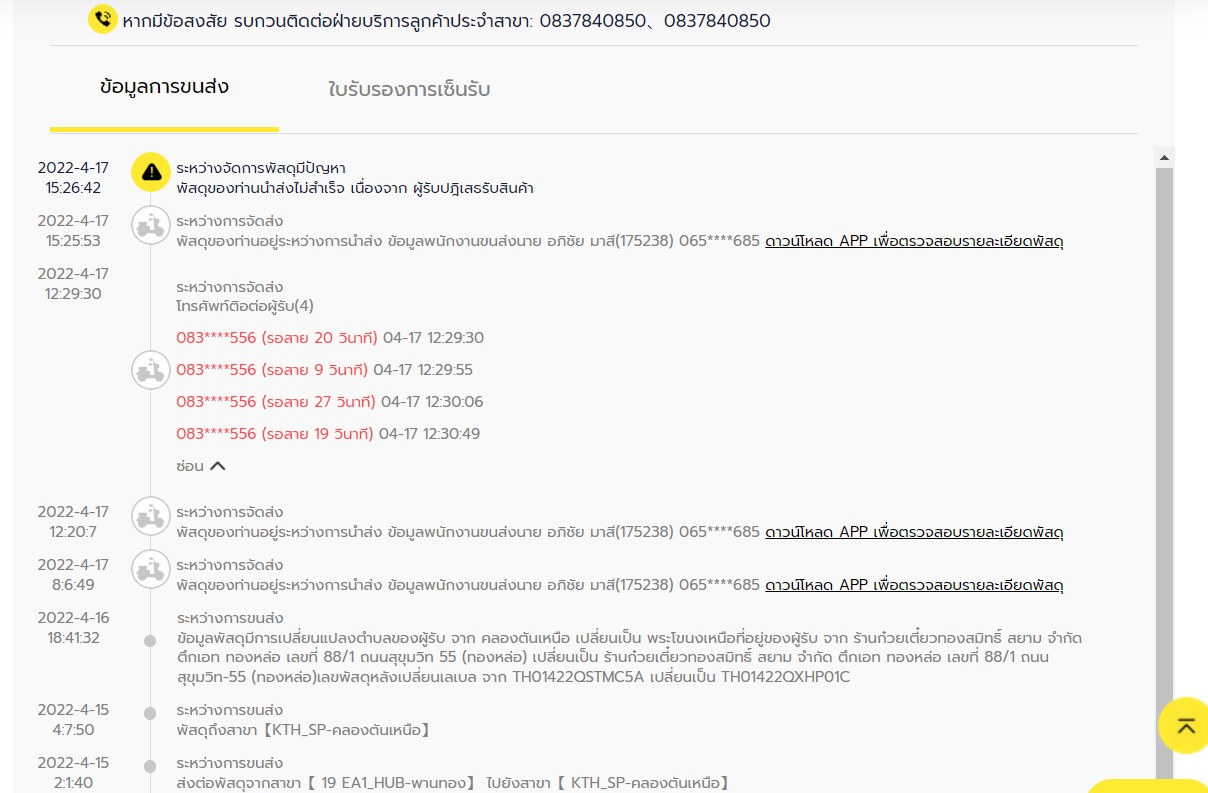 หากมีข้อสงสัย รบกวนติดต่อฝ่ายบริการลูกค้าประจำสาขา: 0837840850、0837840850
ข้อมูลการขนส่ง
ใบรับรองการเซ็นรับ
2022-4-17
15:26:42
ระหว่างจัดการพัสดุมีปัญหา
พัสดุของท่านนำส่งไม่สำเร็จ เนื่องจาก ผู้รับปฎิเสธรับสินค้า
2022-4-17
15:25:53
ระหว่างการจัดส่ง
พัสดุของท่านอยู่ระหว่างการนำส่ง ข้อมูลพนักงานขนส่งนาย อภิชัย มาสี(175238) 065****685 ดาวน์โหลด APP เพื่อตรวจสอบรายละเอียดพัสดุ
2022-4-17
12:29:30
ระหว่างการจัดส่ง
โทรศัพท์ติอต่อผู้รับ(4)
083****556 (รอสาย 20 วินาที) 04-17 12:29:30
083****556 (รอสาย 9 วินาที) 04-17 12:29:55
083****556 (รอสาย 27 วินาที) 04-17 12:30:06
083****556 (รอสาย 19 วินาที) 04-17 12:30:49
ซ่อน
2022-4-17
12:20:7
ระหว่างการจัดส่ง
พัสดุของท่านอยู่ระหว่างการนำส่ง ข้อมูลพนักงานขนส่งนาย อภิชัย มาสี(175238) 065****685 ดาวน์โหลด APP เพื่อตรวจสอบรายละเอียดพัสดุ
2022-4-17
8:6:49
ระหว่างการจัดส่ง
พัสดุของท่านอยู่ระหว่างการนำส่ง ข้อมูลพนักงานขนส่งนาย อภิชัย มาสี(175238) 065****685 ดาวน์โหลด APP เพื่อตรวจสอบรายละเอียดพัสดุ
2022-4-16
18:41:32
ระหว่างการขนส่ง
ข้อมูลพัสดุมีการเปลี่ยนแปลงตำบลของผู้รับ จาก คลองตันเหนือ เปลี่ยนเป็น พระโขนงเหนือที่อยู่ของผู้รับ จาก ร้านก๋วยเตี๋ยวทองสมิทธิ์ สยาม จำกัด
ตึกเอท ทองหล่อ เลขที่ 88/1 ถนนสุขุมวิท 55 (ทองหล่อ) เปลี่ยนเป็น ร้านก๋วยเตี๋ยวทองสมิทธิ์ สยาม จำกัด ตึกเอท ทองหล่อ เลขที่ 88/1 ถนน
สุขุมวิท-55 (ทองหล่อ)เลขพัสดุหลังเปลี่ยนเลเบล จาก TH01422QSTMC5A เปลี่ยนเป็น TH01422QXHP01C
2022-4-15
4:7:50
ระหว่างการขนส่ง
พัสดุถึงสาขา【KTH_SP-คลองตันเหนือ】
2022-4-15
2:1:40
ระหว่างการขนส่ง
ส่งต่อพัสดุจากสาขา【 19 EA1_HUB-พานทอง】 ไปยังสาขา【 KTH_SP-คลองตันเหนือ】